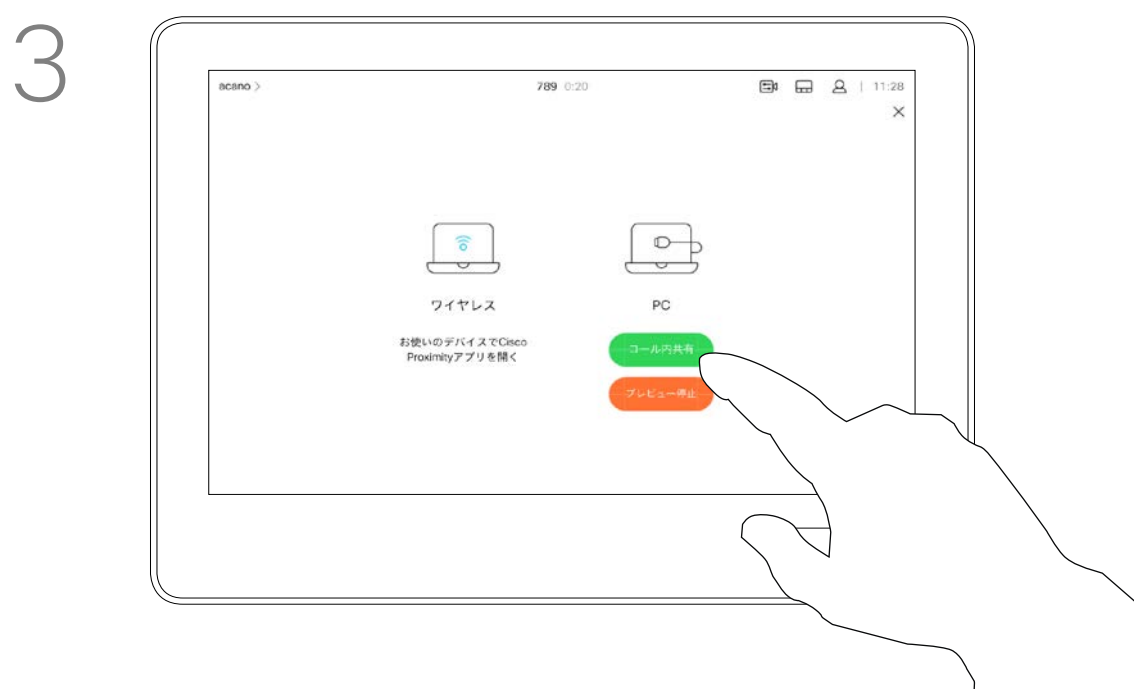 3
acano >
789 0:20
11:28
ワイヤレス
お使いのデバイスでCisco
Proximityアプリを開く
PC
コール内共有
プレビュー停止